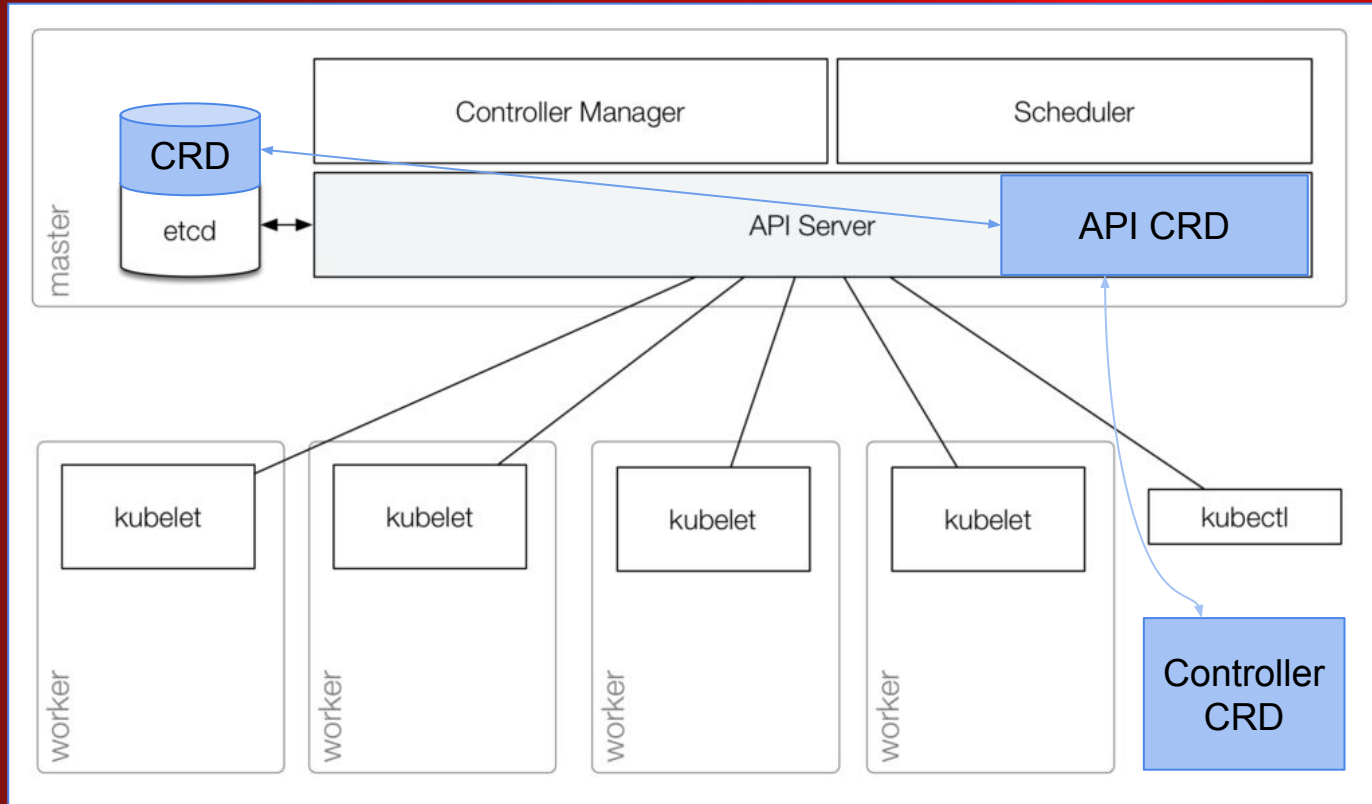 Controller Manager
Scheduler
CRD
etcd
API Server
API CRD
master
kubelet
kubelet
kubelet
kubelet
kubectl
worker
worker
worker
worker
Controller
CRD